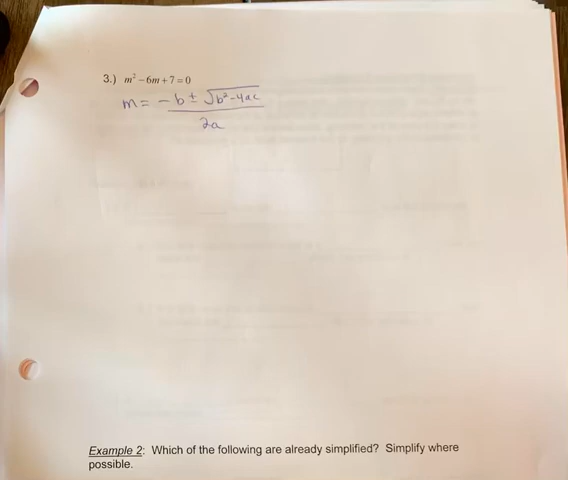 3.) m² – 6m + 7 = 0
m = -b ± √b²-4ac
2a
Example 2: Which of the following are already simplified? Simplify where
possible.